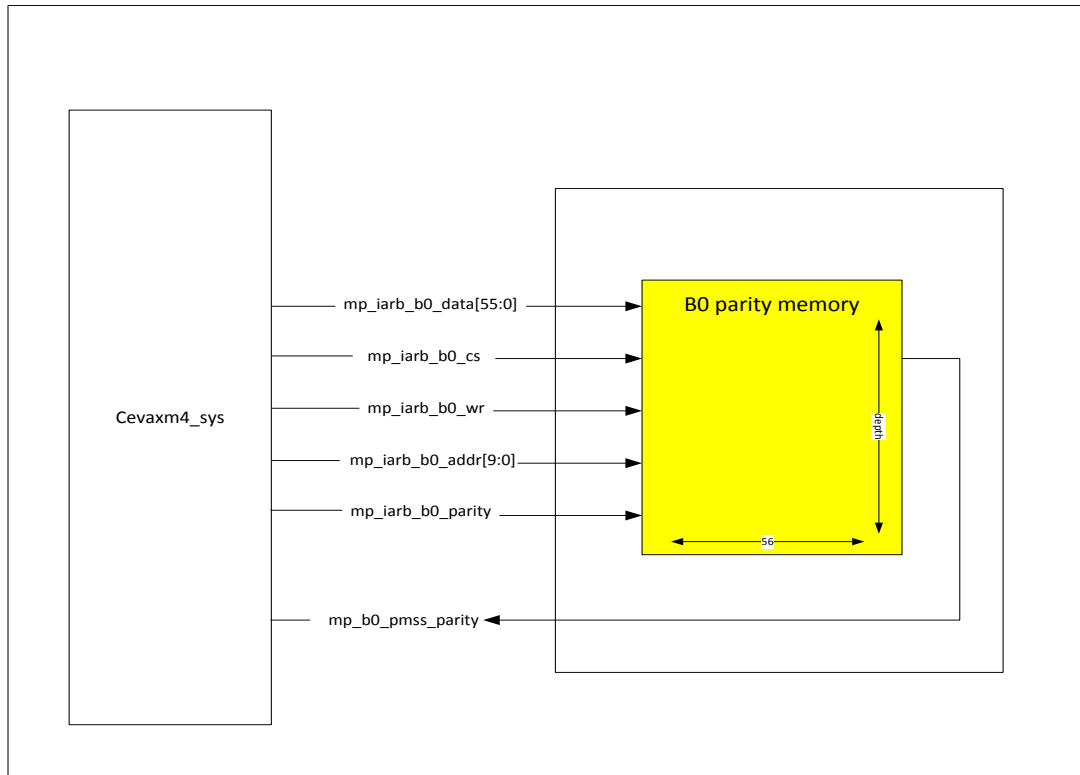 B0 parity memory
mp_iarb_b0_data[55:0]
mp_iarb_b0_cs
mp_iarb_b0_wr
Cevaxm4_sys
depth
mp_iarb_b0_addr[9:0]
mp_iarb_b0_parity
56
mp_b0_pmss_parity